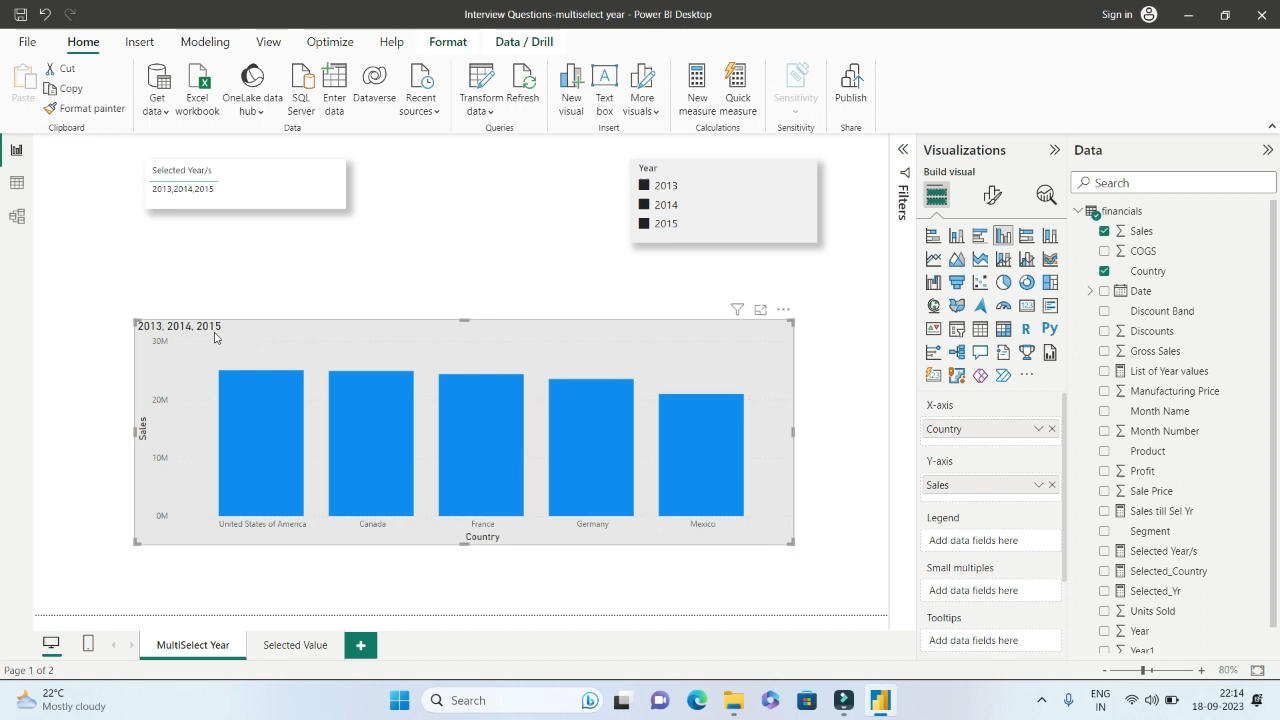 Interview Questions-multiselect year - Power BI Desktop
Sign in
File Home Insert Modeling View Optimize Help Format Data / Drill
Paste
Cut
Copy
Format painter
Clipboard
Get data
Excel workbook
OneLake data hub
SQL Server
Enter data
Dataverse
Recent sources
Data
Transform data
Refresh
Queries
New visual
Text box
More visuals
Insert
New measure
Quick measure
Calculations
Sensitivity
Sensitivity
Publish
Share
Selected Year/s
2013,2014,2015
Year
2013
2014
2015
2013, 2014, 2015
30M
20M
10M
0M
Sales
United States of America
Canada
France
Germany
Mexico
Country
Filters
Visualizations
Build visual
123
R
Py
X-axis
Country
Y-axis
Sales
Legend
Add data fields here
Small multiples
Add data fields here
Tooltips
Add data fields here
Data
Search
financials
Sales
COGS
Country
Date
Discount Band
Discounts
Gross Sales
List of Year values
Manufacturing Price
Month Name
Month Number
Product
Profit
Sale Price
Sales till Sel Yr
Segment
Selected Year/s
Selected_Country
Selected_Yr
Units Sold
Year
Year1
MultiSelect Year
Selected Value
Page 1 of 2
80%
22°C
Mostly cloudy
Search
ENG
IN
22:14
18-09-2023